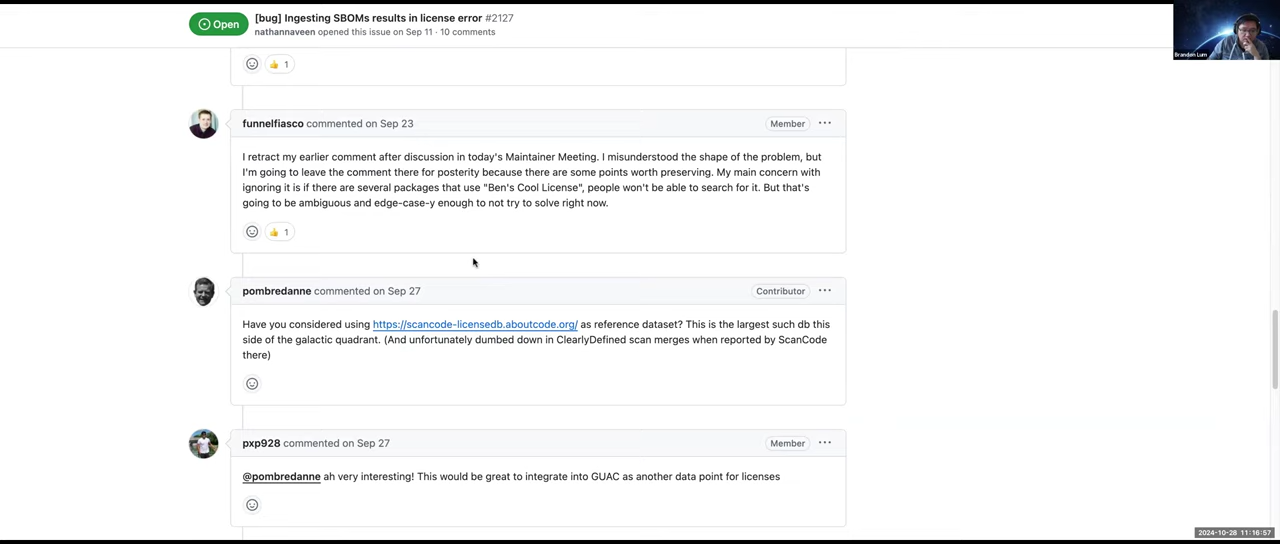 Open
[bug] Ingesting SBOMs results in license error #2127
nathannaveen opened this issue on Sep 11 · 10 comments
Brandon Lum
👍 1
funnelfiasco commented on Sep 23
Member
I retract my earlier comment after discussion in today's Maintainer Meeting. I misunderstood the shape of the problem, but
I'm going to leave the comment there for posterity because there are some points worth preserving. My main concern with
ignoring it is if there are several packages that use "Ben's Cool License", people won't be able to search for it. But that's
going to be ambiguous and edge-case-y enough to not try to solve right now.
👍 1
pombredanne commented on Sep 27
Contributor
Have you considered using https://scancode-licensedb.aboutcode.org/ as reference dataset? This is the largest such db this
side of the galactic quadrant. (And unfortunately dumbed down in ClearlyDefined scan merges when reported by ScanCode
there)
pxp928 commented on Sep 27
Member
@pombredanne ah very interesting! This would be great to integrate into GUAC as another data point for licenses
2024-10-28 11:16:57